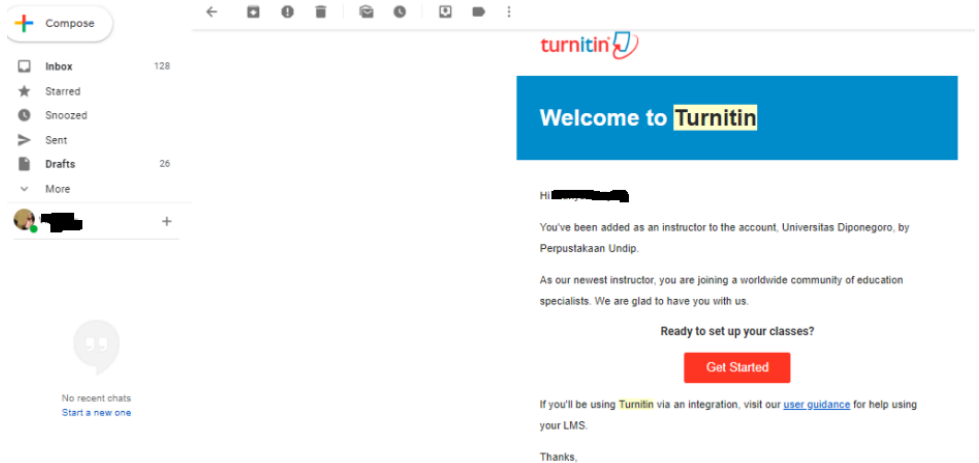 Compose
Inbox 128
Starred
Snoozed
Sent
Drafts 26
More
No recent chats
Start a new one
turnitin
Welcome to Turnitin
Hi
You've been added as an instructor to the account, Universitas Diponegoro, by
Perpustakaan Undip.
As our newest instructor, you are joining a worldwide community of education
specialists. We are glad to have you with us.
Ready to set up your classes?
Get Started
If you'll be using Turnitin via an integration, visit our user guidance for help using
your LMS.
Thanks,